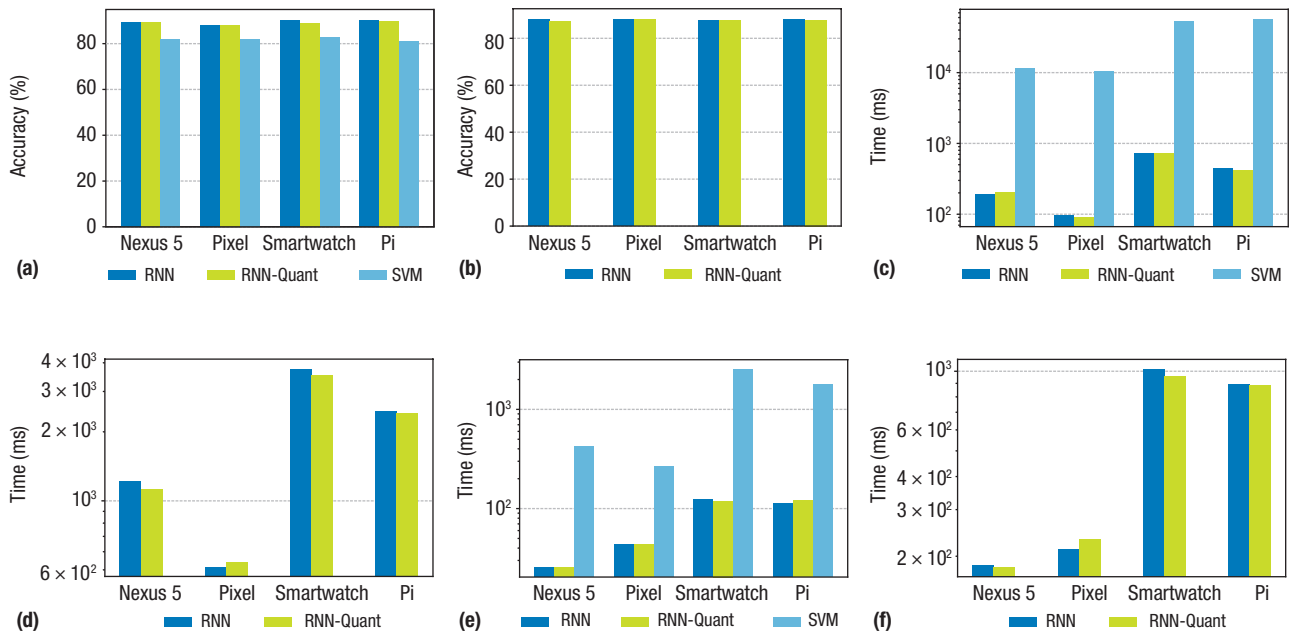 Accuracy (%)
80
60
40
20
0
Nexus 5 Pixel Smartwatch Pi
(a)
RNN RNN-Quant SVM
Accuracy (%)
80
60
40
20
0
Nexus 5 Pixel Smartwatch Pi
(b)
RNN RNN-Quant
Time (ms)
10⁴
10³
10²
Nexus 5 Pixel Smartwatch Pi
(c)
RNN RNN-Quant SVM
Time (ms)
4 × 10³
3 × 10³
2 × 10³
10³
6 × 10²
Nexus 5 Pixel Smartwatch Pi
(d)
RNN RNN-Quant
Time (ms)
10³
10²
Nexus 5 Pixel Smartwatch Pi
(e)
RNN RNN-Quant SVM
Time (ms)
10³
6 × 10²
4 × 10²
3 × 10²
2 × 10²
Nexus 5 Pixel Smartwatch Pi
(f)
RNN RNN-Quant